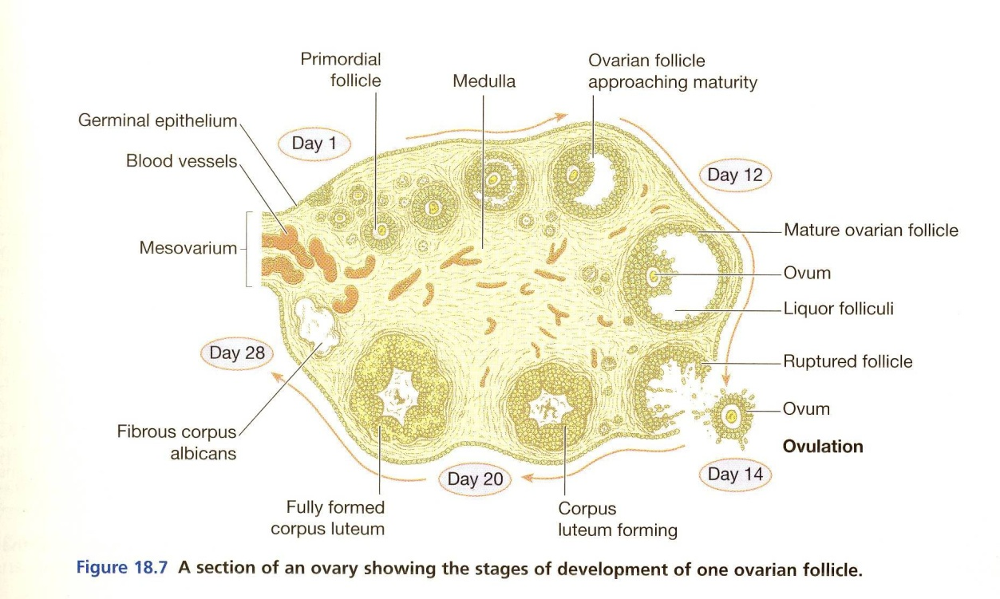 Primordial
follicle
Medulla
Ovarian follicle
approaching maturity
Germinal epithelium
Day 1
Blood vessels
Day 12
Mesovarium
Mature ovarian follicle
Ovum
Liquor folliculi
Day 28
Ruptured follicle
Ovum
Fibrous corpus
albicans
Ovulation
Day 20
Day 14
Fully formed
corpus luteum
Corpus
luteum forming
Figure 18.7 A section of an ovary showing the stages of development of one ovarian follicle.